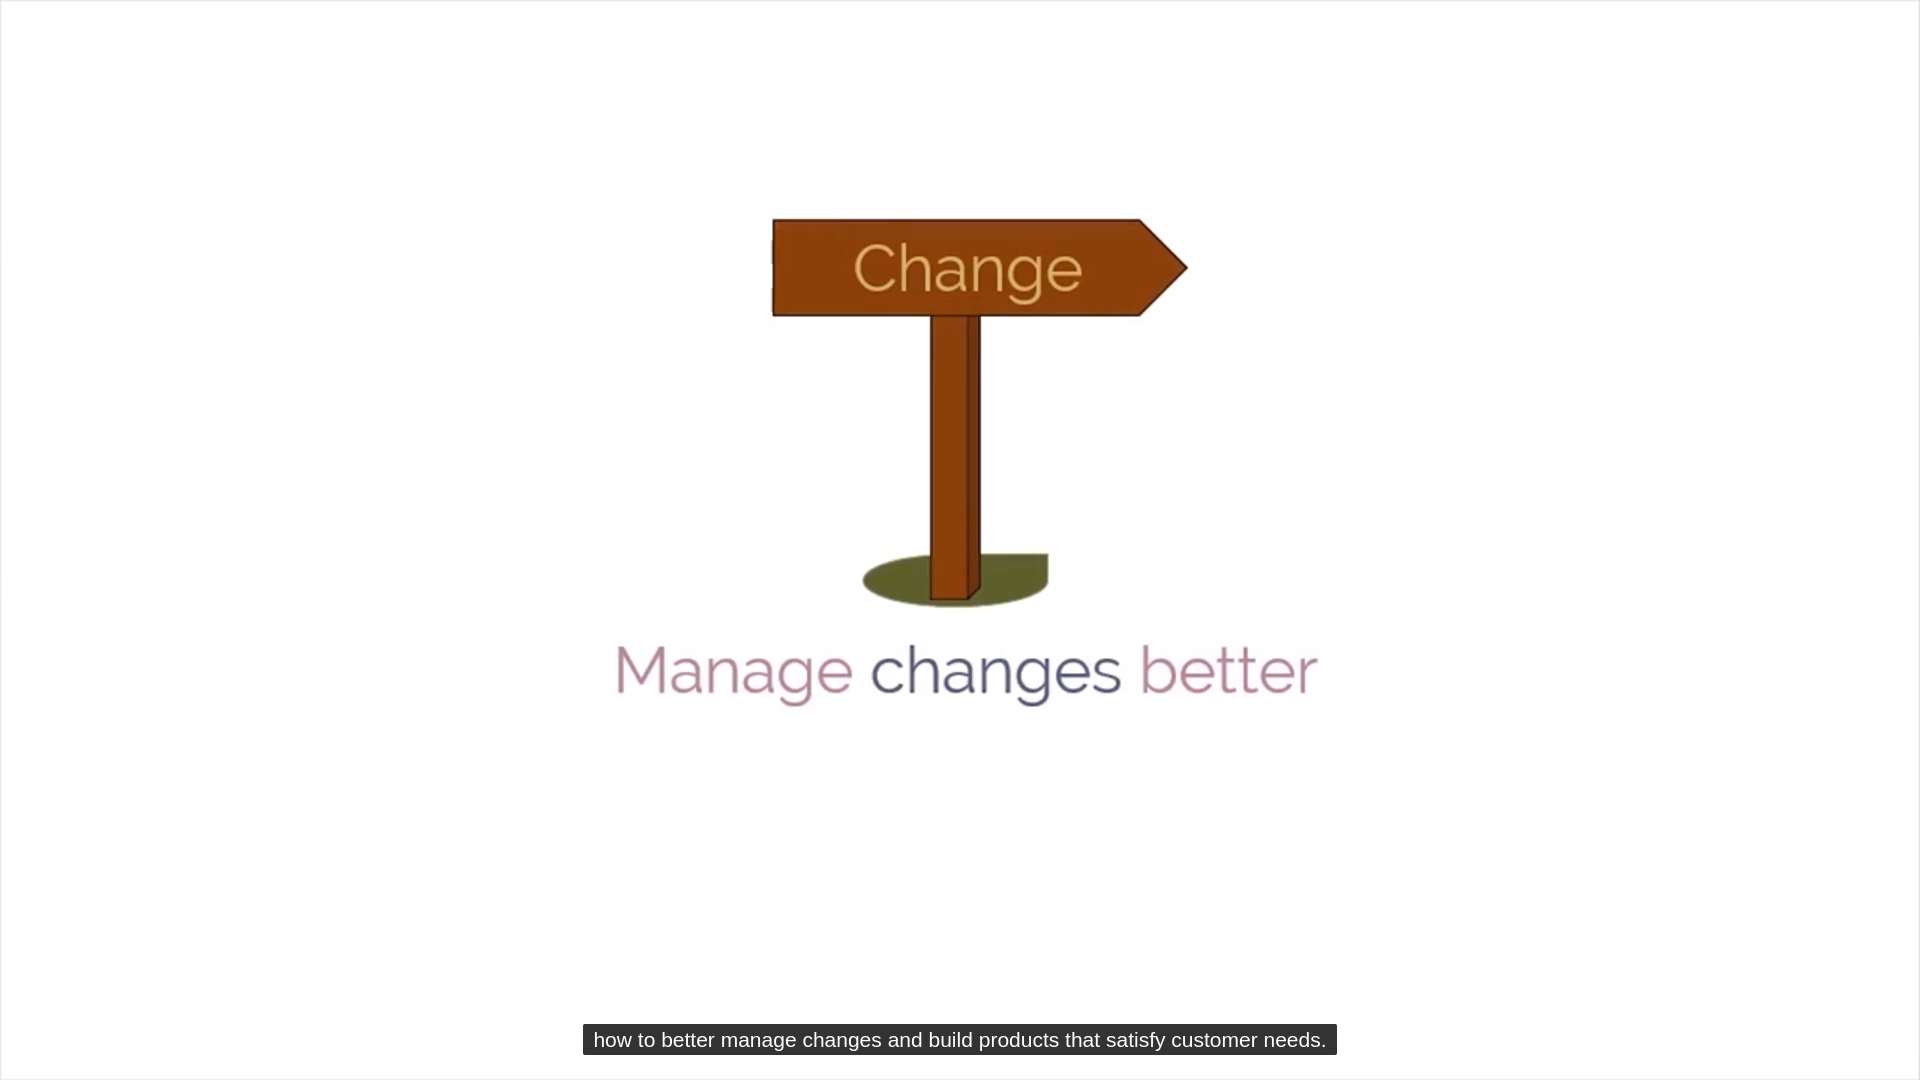 Change
Manage changes better
how to better manage changes and build products that satisfy customer needs.